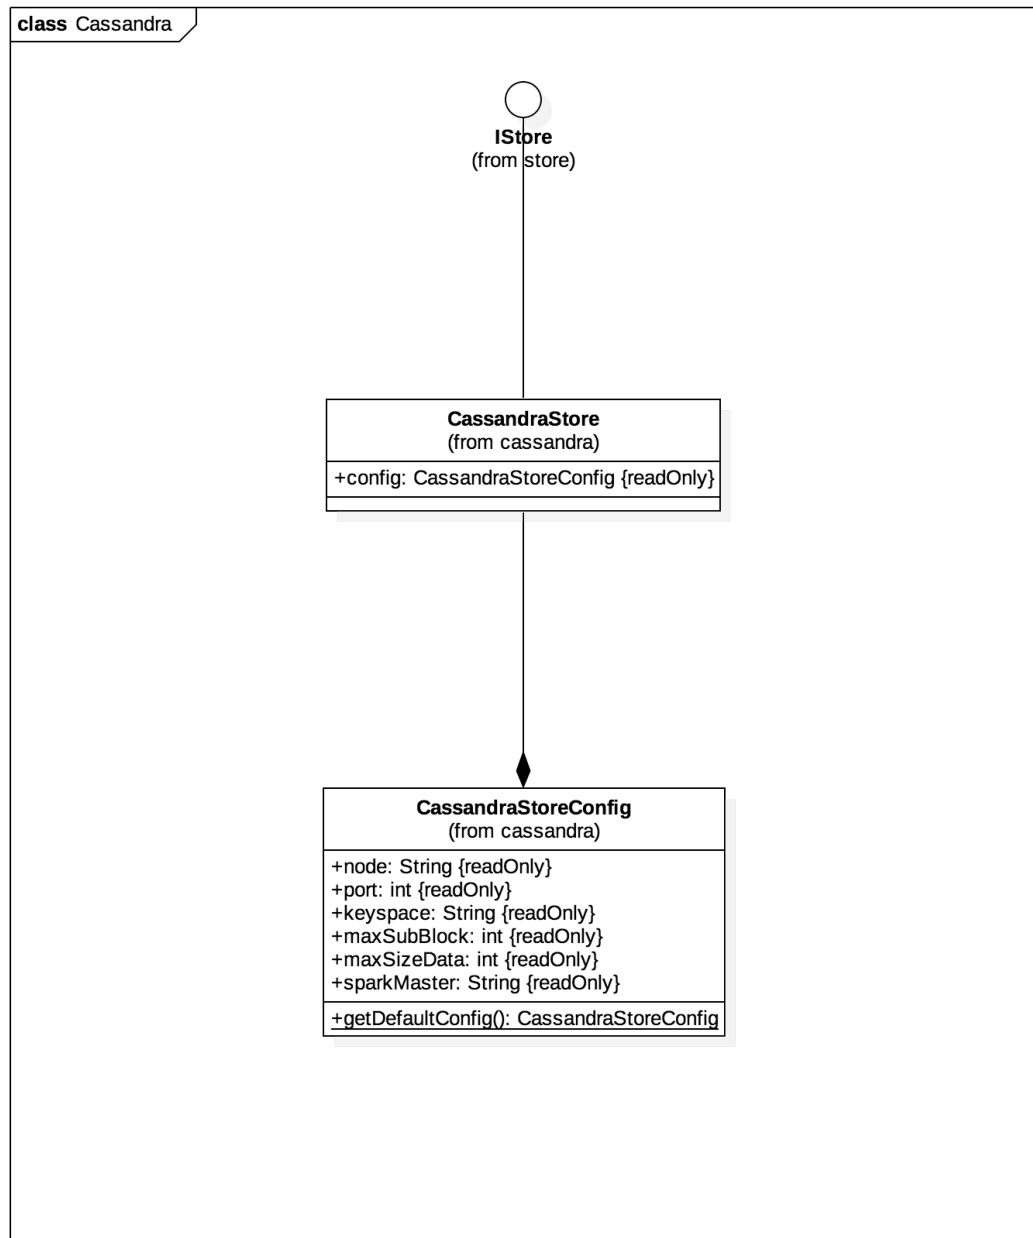 class Cassandra
IStore
(from store)
CassandraStore
(from cassandra)
+config: CassandraStoreConfig {readOnly}
CassandraStoreConfig
(from cassandra)
+node: String {readOnly}
+port: int {readOnly}
+keyspace: String {readOnly}
+maxSubBlock: int {readOnly}
+maxSizeData: int {readOnly}
+sparkMaster: String {readOnly}
+getDefaultConfig(): CassandraStoreConfig